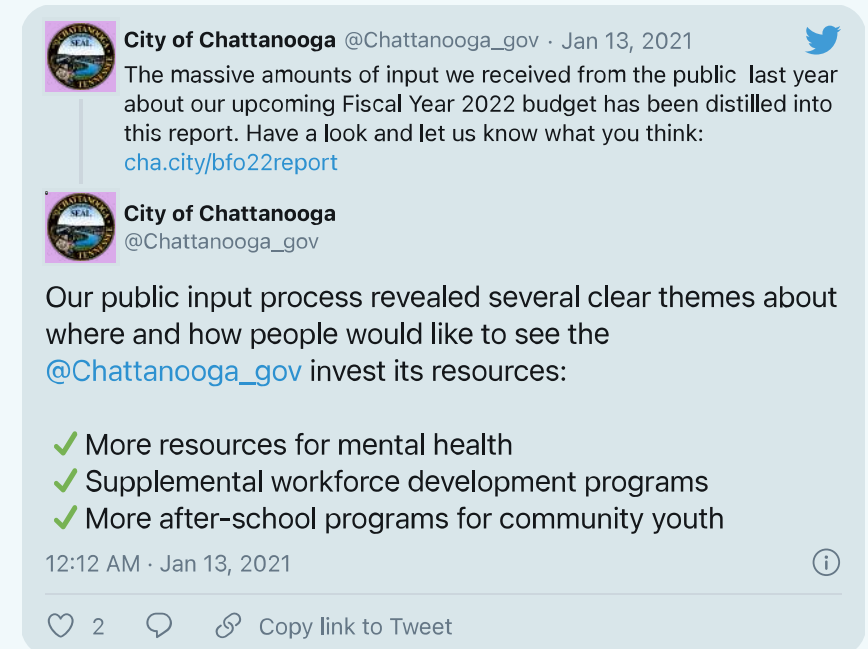 City of Chattanooga @Chattanooga_gov · Jan 13, 2021
The massive amounts of input we received from the public last year
about our upcoming Fiscal Year 2022 budget has been distilled into
this report. Have a look and let us know what you think:
cha.city/bfo22report
City of Chattanooga
@Chattanooga_gov
Our public input process revealed several clear themes about
where and how people would like to see the
@Chattanooga_gov invest its resources:
✓ More resources for mental health
✓ Supplemental workforce development programs
✓ More after-school programs for community youth
12:12 AM · Jan 13, 2021
2 Copy link to Tweet